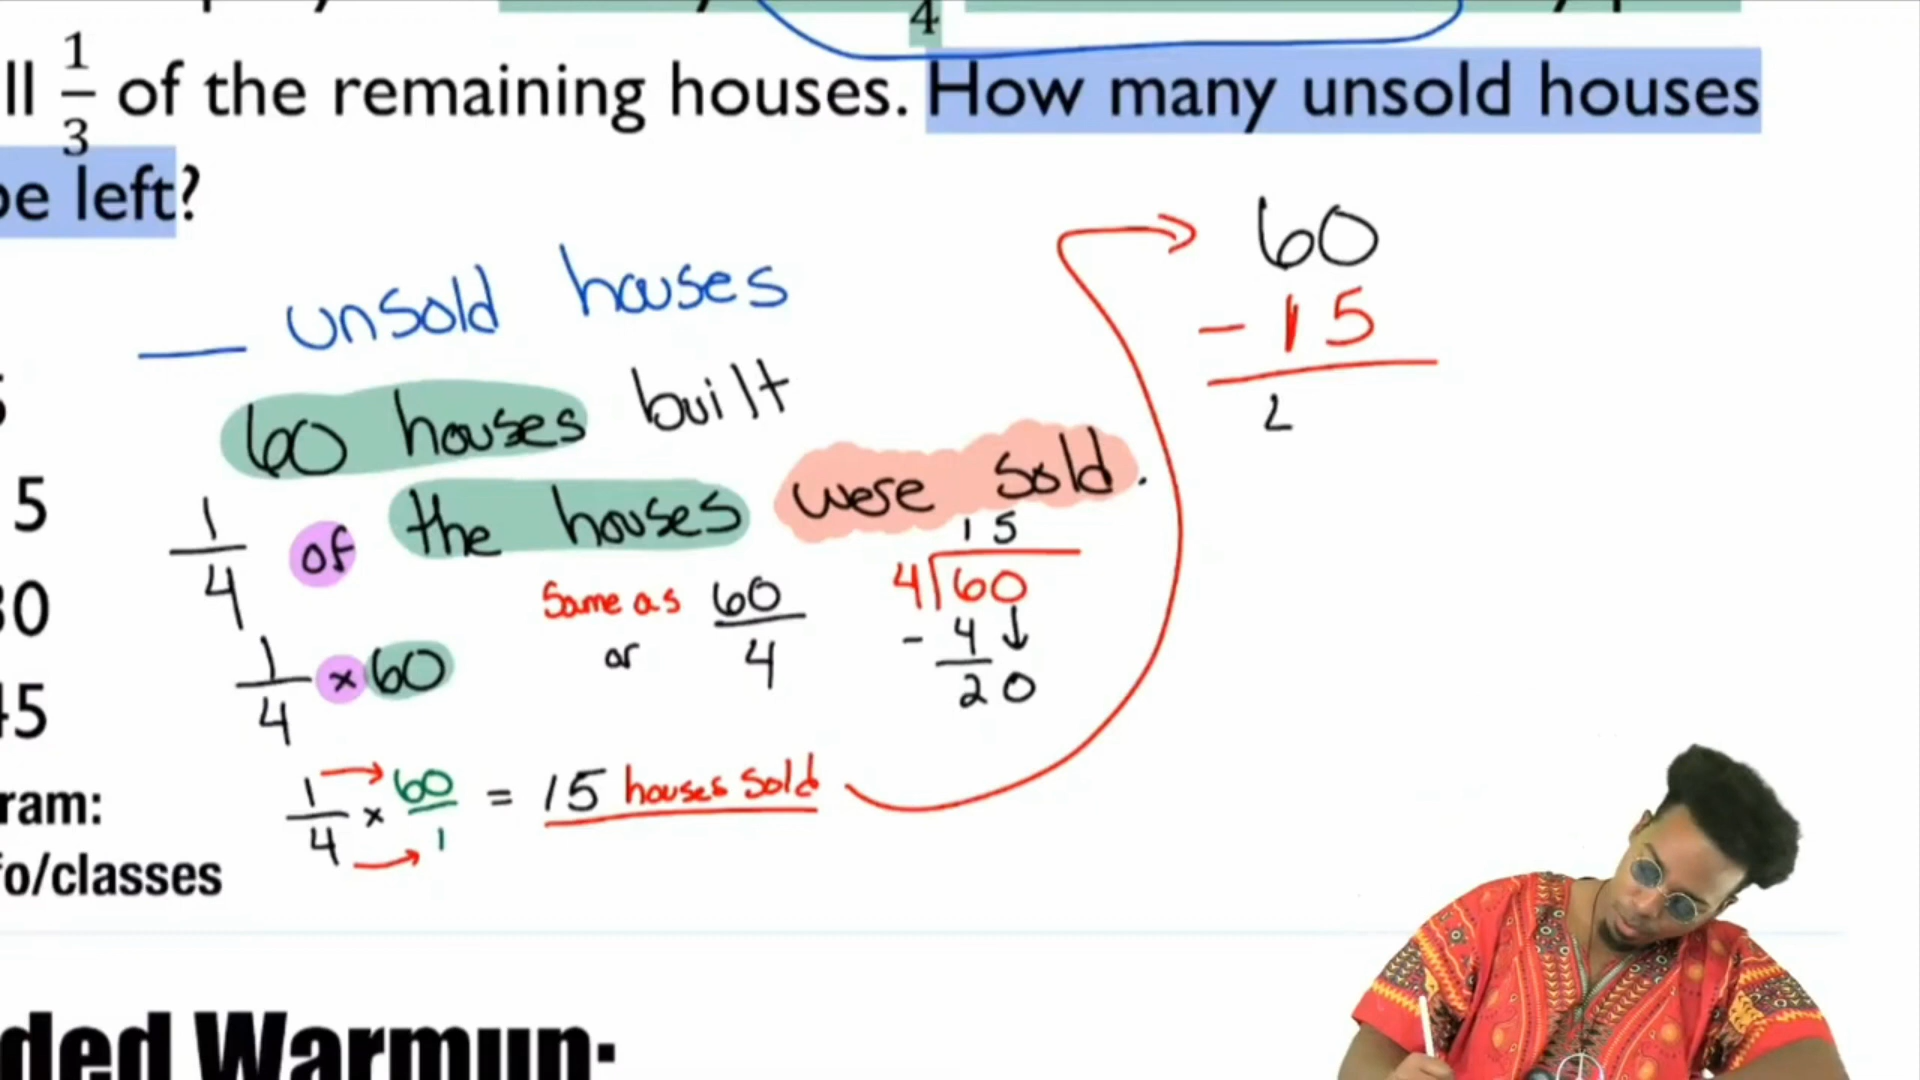 4
ll 1/3 of the remaining houses. How many unsold houses
be left?
___ unsold houses
60 houses built
1/4 of the houses were sold.
5
30
45
1/4 × 60
Same as 60/4
or
15
4)60
- 4↓
20
1/4 × 60/1 = 15 houses sold
60
- 15
ram:
fo/classes
ded Warmup: